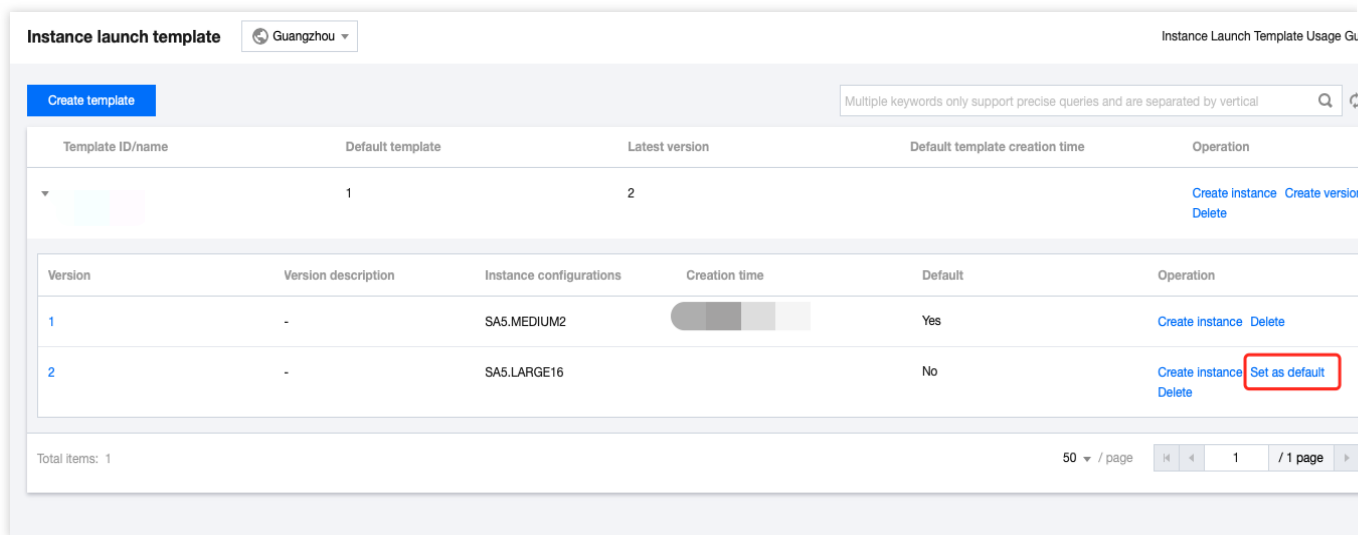 Instance launch template Guangzhou Instance Launch Template Usage Gu
Create template Multiple keywords only support precise queries and are separated by vertical
Template ID/name Default template Latest version Default template creation time Operation
1 2 Create instance Create version
Delete
Version Version description Instance configurations Creation time Default Operation
1 - SA5.MEDIUM2 Yes Create instance Delete
2 - SA5.LARGE16 No Create instance Set as default
Delete
Total items: 1 50 / page 1 / 1 page